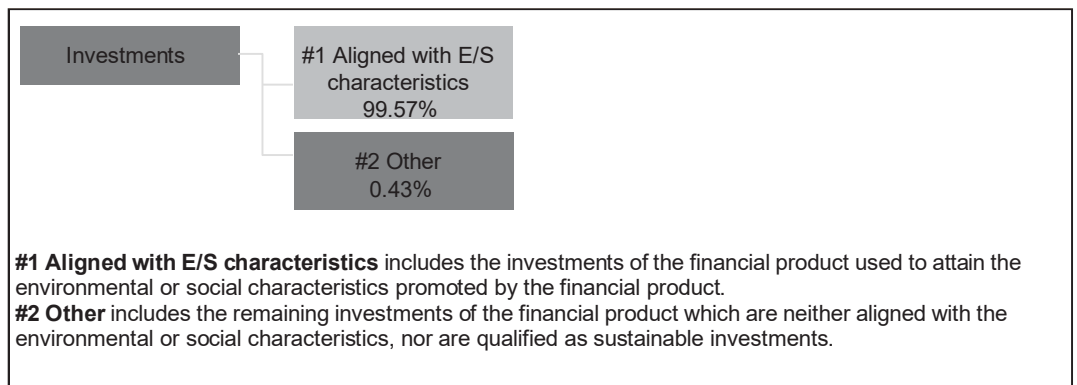 Investments
#1 Aligned with E/S
characteristics
99.57%
#2 Other
0.43%
#1 Aligned with E/S characteristics includes the investments of the financial product used to attain the
environmental or social characteristics promoted by the financial product.
#2 Other includes the remaining investments of the financial product which are neither aligned with the
environmental or social characteristics, nor are qualified as sustainable investments.